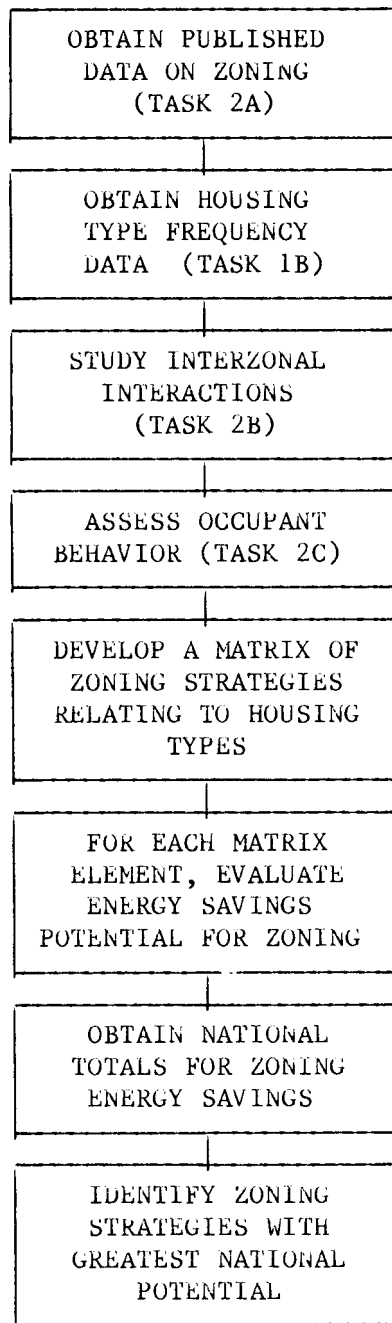 OBTAIN PUBLISHED
DATA ON ZONING
(TASK 2A)
OBTAIN HOUSING
TYPE FREQUENCY
DATA (TASK 1B)
STUDY INTERZONAL
INTERACTIONS
(TASK 2B)
ASSESS OCCUPANT
BEHAVIOR (TASK 2C)
DEVELOP A MATRIX OF
ZONING STRATEGIES
RELATING TO HOUSING
TYPES
FOR EACH MATRIX
ELEMENT, EVALUATE
ENERGY SAVINGS
POTENTIAL FOR ZONING
OBTAIN NATIONAL
TOTALS FOR ZONING
ENERGY SAVINGS
IDENTIFY ZONING
STRATEGIES WITH
GREATEST NATIONAL
POTENTIAL